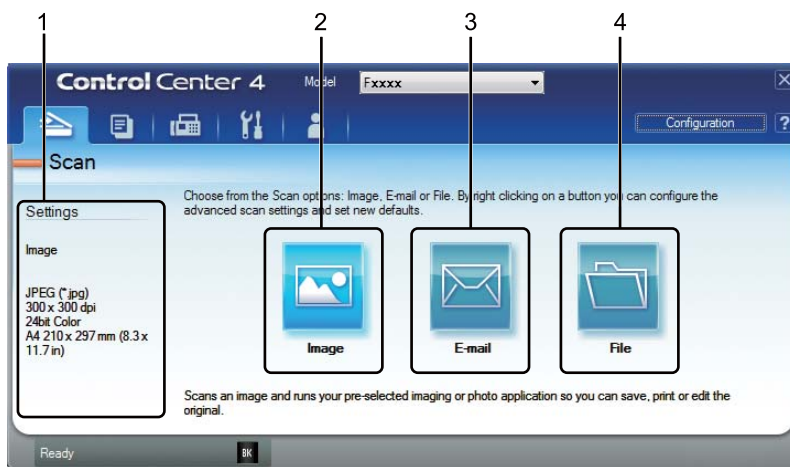 1 2 3 4
Control Center 4 Model Fxxxx
Configuration ?
Scan
Choose from the Scan options: Image, E-mail or File. By right clicking on a button you can configure the
advanced scan settings and set new defaults.
Settings
Image
JPEG (*.jpg)
300 x 300 dpi
24bit Color
A4 210 x 297 mm (8.3 x
11.7 in)
Image E-mail File
Scans an image and runs your pre-selected imaging or photo application so you can save, print or edit the
original.
Ready BK